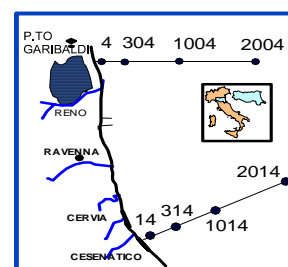 P.TO
GARIBALDI
4 304 1004 2004
RENO
RAVENNA
2014
CERVIA
14 314 1014
CESENATICO